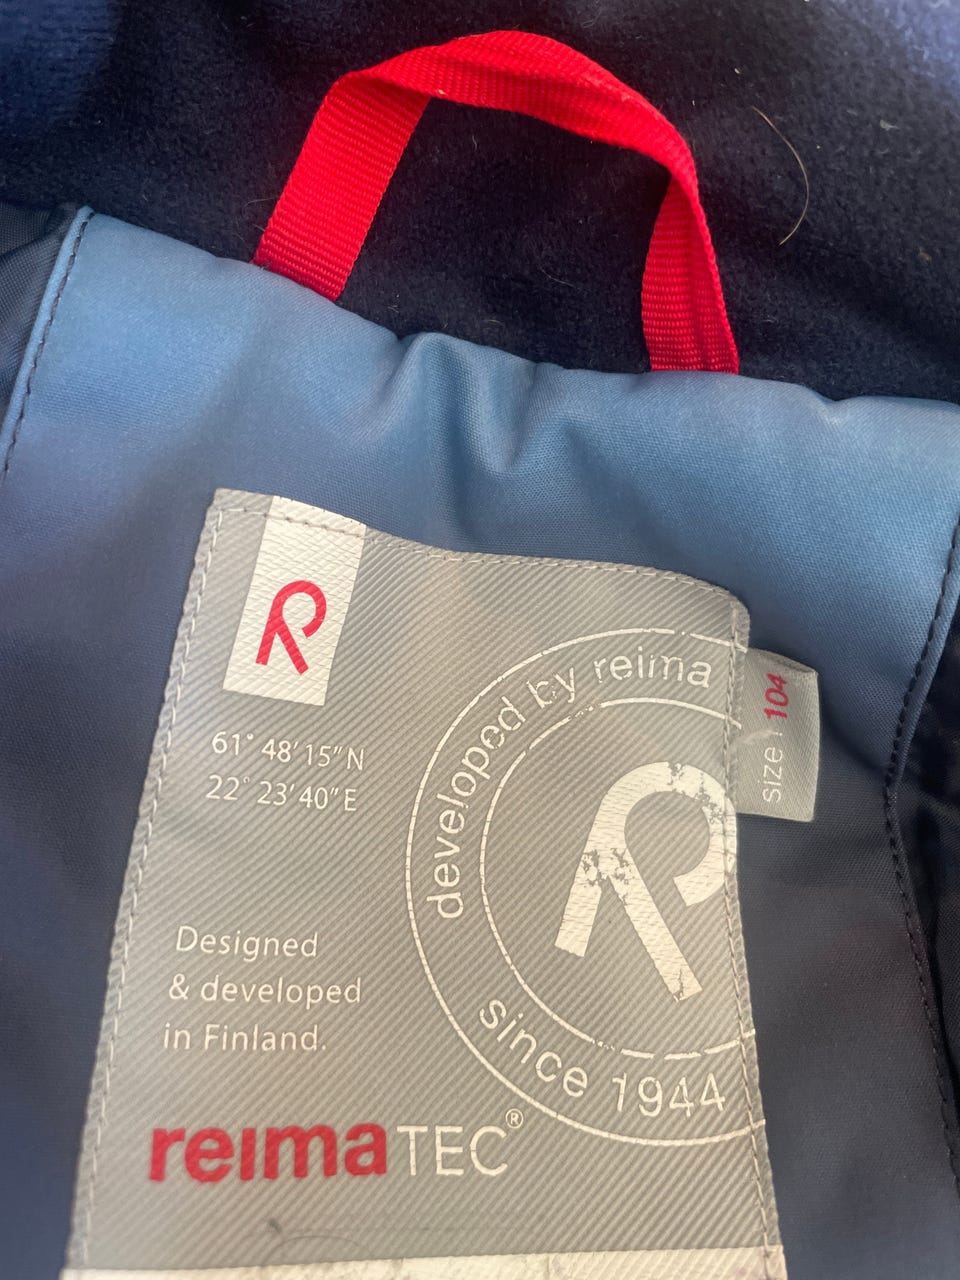 R
61° 48' 15" N
22° 23' 40" E
developed by reima
R
since 1944
size: 104
Designed
& developed
in Finland.
reimaTEC®